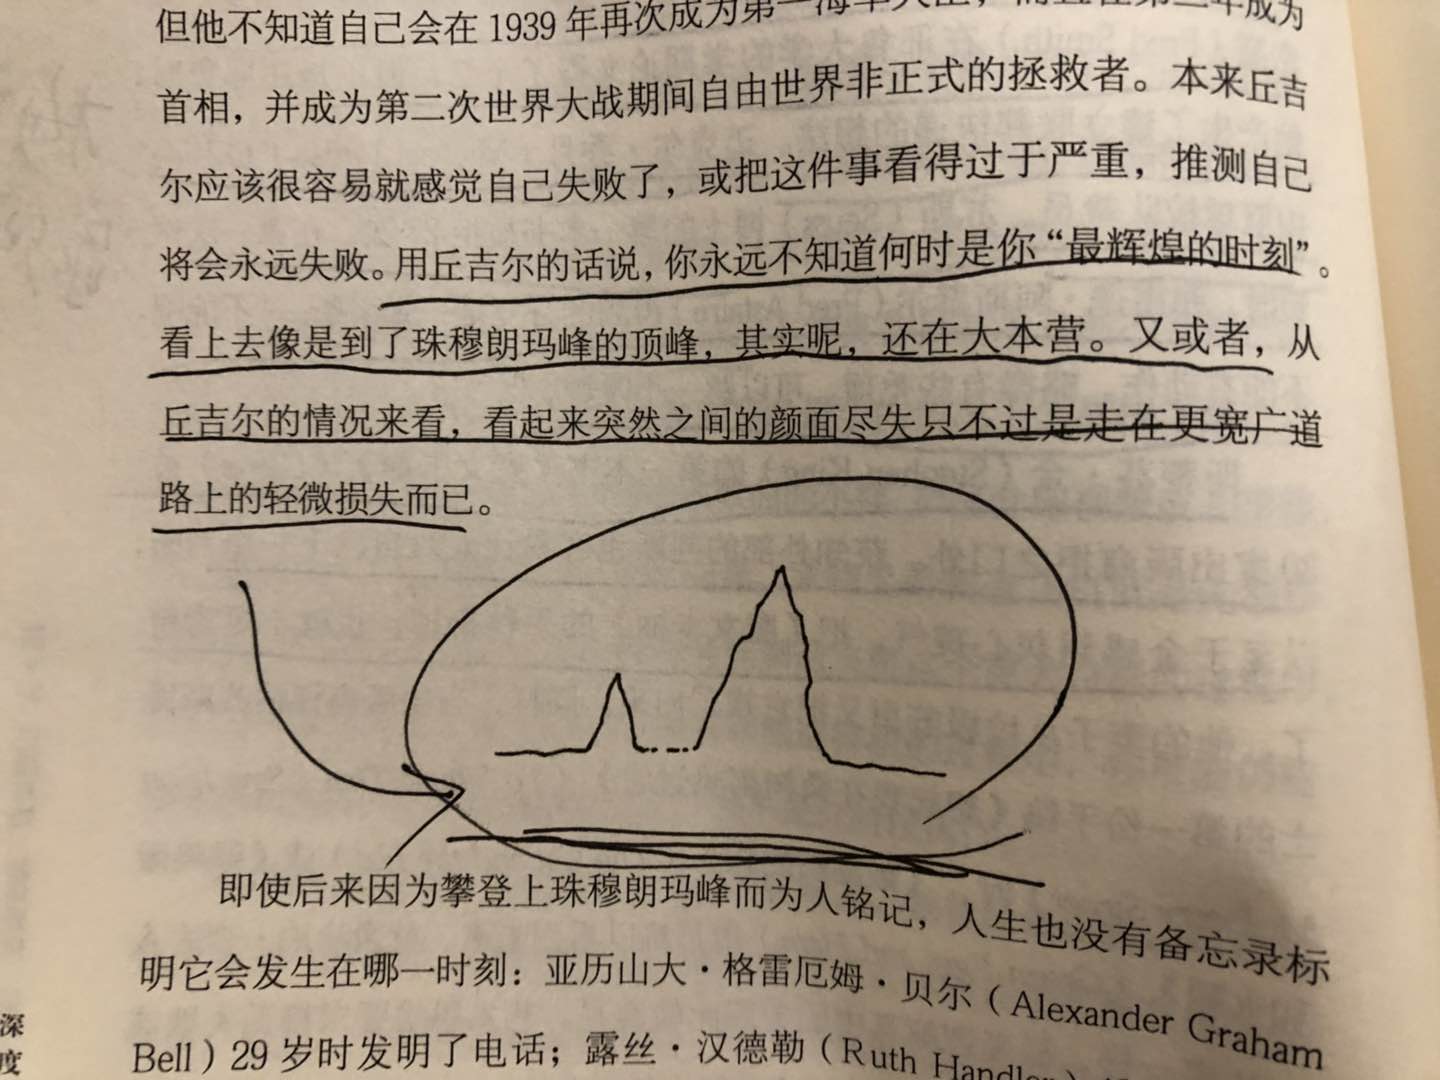 但他不知道自己会在 1939 年再次成为第一海军大臣，而且在第二年成为
首相，并成为第二次世界大战期间自由世界非正式的拯救者。本来丘吉
尔应该很容易就感觉自己失败了，或把这件事看得过于严重，推测自己
将会永远失败。用丘吉尔的话说，你永远不知道何时是你“最辉煌的时刻”。
看上去像是到了珠穆朗玛峰的顶峰，其实呢，还在大本营。又或者，从
丘吉尔的情况来看，看起来突然之间的颜面尽失只不过是走在更宽广道
路上的轻微损失而已。
即使后来因为攀登上珠穆朗玛峰而为人铭记，人生也没有备忘录标
明它会发生在哪一时刻：亚历山大·格雷厄姆·贝尔（Alexander Graham
Bell）29 岁时发明了电话；露丝·汉德勒（Ruth Handler）
深
度